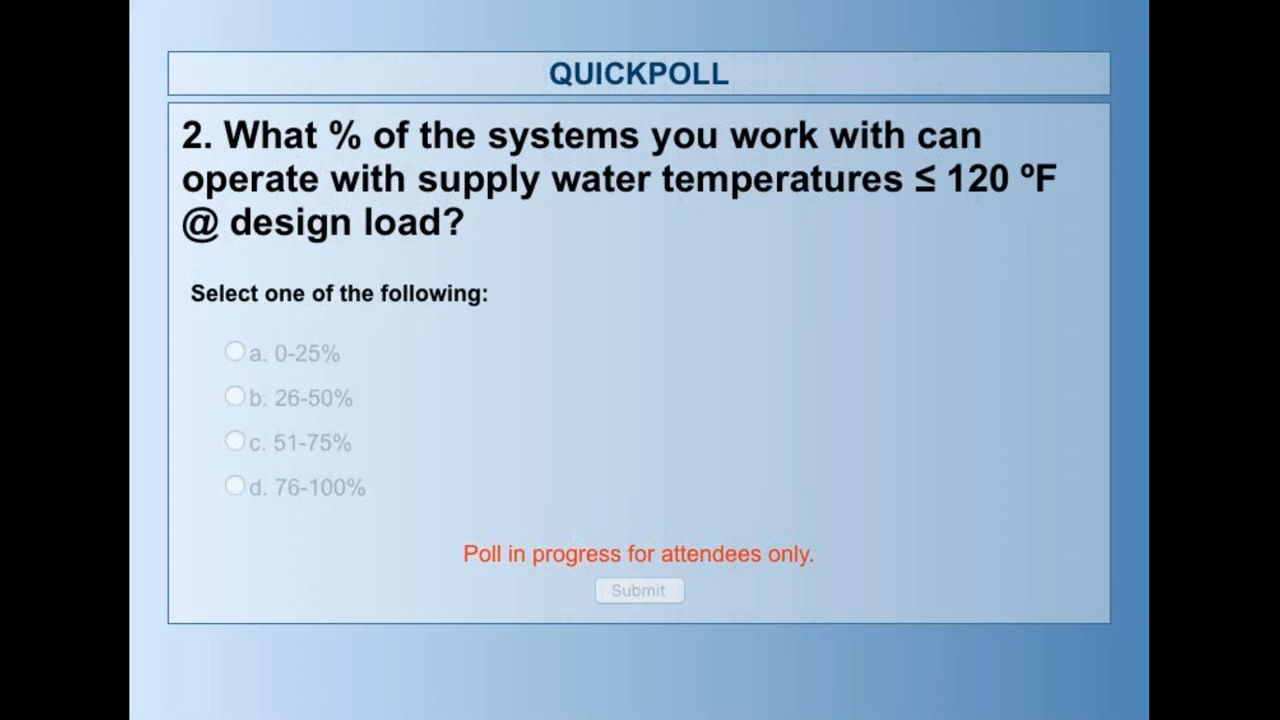 QUICKPOLL
2. What % of the systems you work with can
operate with supply water temperatures ≤ 120 ºF
@ design load?
Select one of the following:
a. 0-25%
b. 26-50%
c. 51-75%
d. 76-100%
Poll in progress for attendees only.
Submit